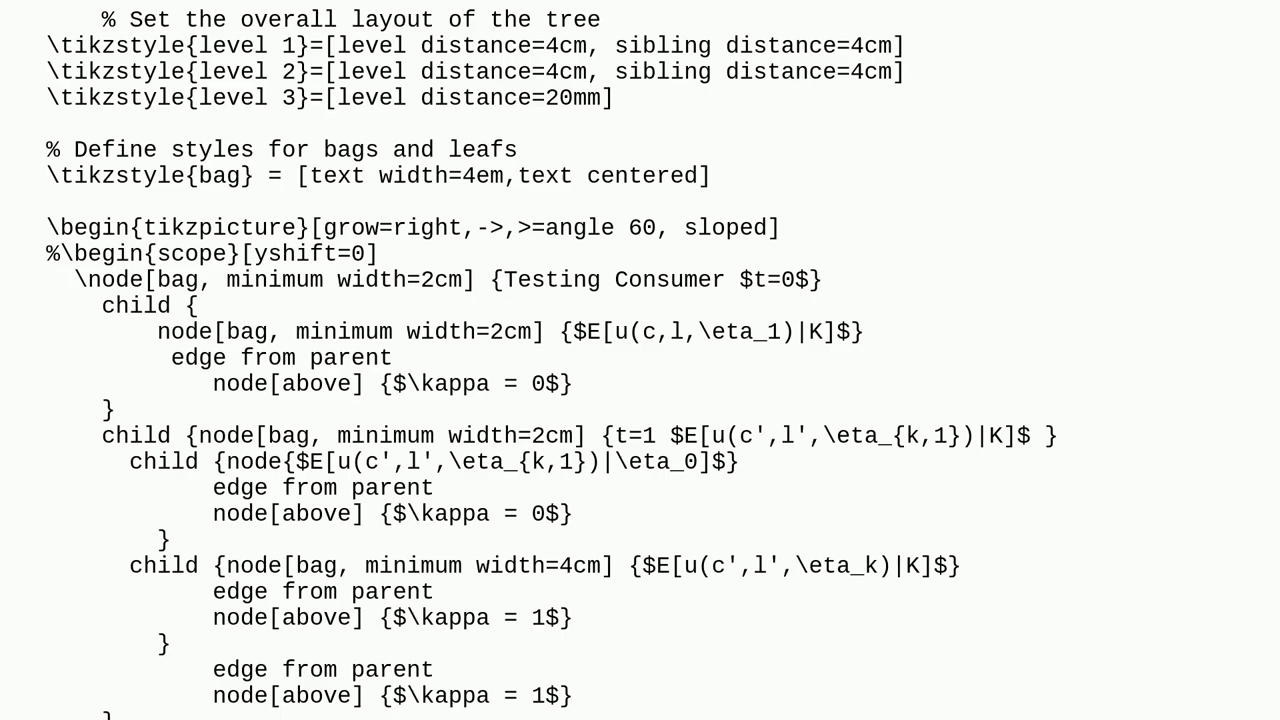 % Set the overall layout of the tree
\tikzstyle{level 1}=[level distance=4cm, sibling distance=4cm]
\tikzstyle{level 2}=[level distance=4cm, sibling distance=4cm]
\tikzstyle{level 3}=[level distance=20mm]
% Define styles for bags and leafs
\tikzstyle{bag} = [text width=4em,text centered]
\begin{tikzpicture}[grow=right,->,>=angle 60, sloped]
%\begin{scope}[yshift=0]
\node[bag, minimum width=2cm] {Testing Consumer $t=0$}
child {
node[bag, minimum width=2cm] {$E[u(c,l,\eta_1)|K]$}
edge from parent
node[above] {$\kappa = 0$}
}
child {node[bag, minimum width=2cm] {t=1 $E[u(c',l',\eta_{k,1})|K]$ }
child {node{$E[u(c',l',\eta_{k,1})|\eta_0]$}
edge from parent
node[above] {$\kappa = 0$}
}
child {node[bag, minimum width=4cm] {$E[u(c',l',\eta_k)|K]$}
edge from parent
node[above] {$\kappa = 1$}
}
edge from parent
node[above] {$\kappa = 1$}
}